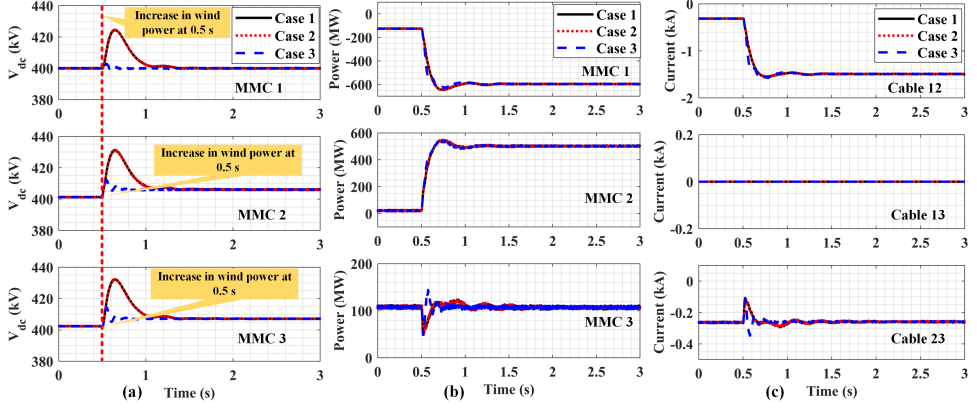 440
420
400
380
V_dc (kV)
Increase in wind
power at 0.5 s
Case 1
Case 2
Case 3
MMC 1
0
1
2
3
440
420
400
380
V_dc (kV)
Increase in wind power at
0.5 s
MMC 2
0
1
2
3
440
420
400
380
V_dc (kV)
Increase in wind power at
0.5 s
MMC 3
0
1
2
3
Time (s)
(a)
0
-200
-400
-600
Power (MW)
Case 1
Case 2
Case 3
MMC 1
0
0.5
1
1.5
2
2.5
3
600
400
200
0
Power (MW)
MMC 2
0
0.5
1
1.5
2
2.5
3
200
100
0
Power (MW)
MMC 3
0
0.5
1
1.5
2
2.5
3
Time (s)
(b)
0
-1
-2
Current (kA)
Case 1
Case 2
Case 3
Cable 12
0
0.5
1
1.5
2
2.5
3
0.2
0
-0.2
Current (kA)
Cable 13
0
0.5
1
1.5
2
2.5
3
0
-0.2
-0.4
Current (kA)
Cable 23
0
0.5
1
1.5
2
2.5
3
Time (s)
(c)